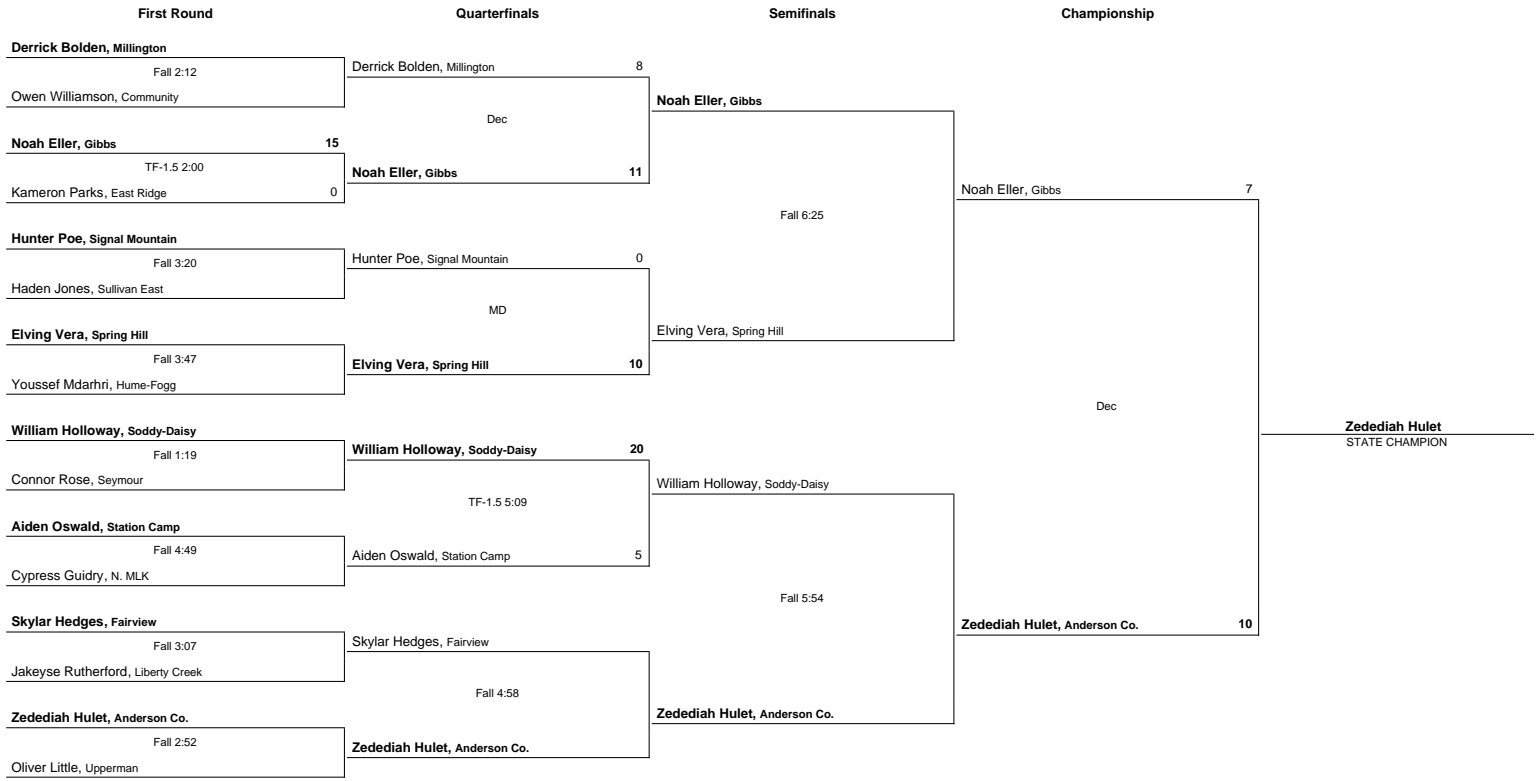 First Round Quarterfinals Semifinals Championship
Derrick Bolden, Millington
Fall 2:12
Owen Williamson, Community
Noah Eller, Gibbs 15
TF-1.5 2:00
Kameron Parks, East Ridge 0
Hunter Poe, Signal Mountain
Fall 3:20
Haden Jones, Sullivan East
Elving Vera, Spring Hill
Fall 3:47
Youssef Mdarhri, Hume-Fogg
William Holloway, Soddy-Daisy
Fall 1:19
Connor Rose, Seymour
Aiden Oswald, Station Camp
Fall 4:49
Cypress Guidry, N. MLK
Skylar Hedges, Fairview
Fall 3:07
Jakeyse Rutherford, Liberty Creek
Zedediah Hulet, Anderson Co.
Fall 2:52
Oliver Little, Upperman
Derrick Bolden, Millington 8
Dec
Noah Eller, Gibbs 11
Hunter Poe, Signal Mountain 0
MD
Elving Vera, Spring Hill 10
William Holloway, Soddy-Daisy 20
TF-1.5 5:09
Aiden Oswald, Station Camp 5
Skylar Hedges, Fairview
Fall 4:58
Zedediah Hulet, Anderson Co.
Noah Eller, Gibbs
Fall 6:25
Elving Vera, Spring Hill
William Holloway, Soddy-Daisy
Fall 5:54
Zedediah Hulet, Anderson Co.
Noah Eller, Gibbs 7
Dec
Zedediah Hulet, Anderson Co. 10
Zedediah Hulet
STATE CHAMPION